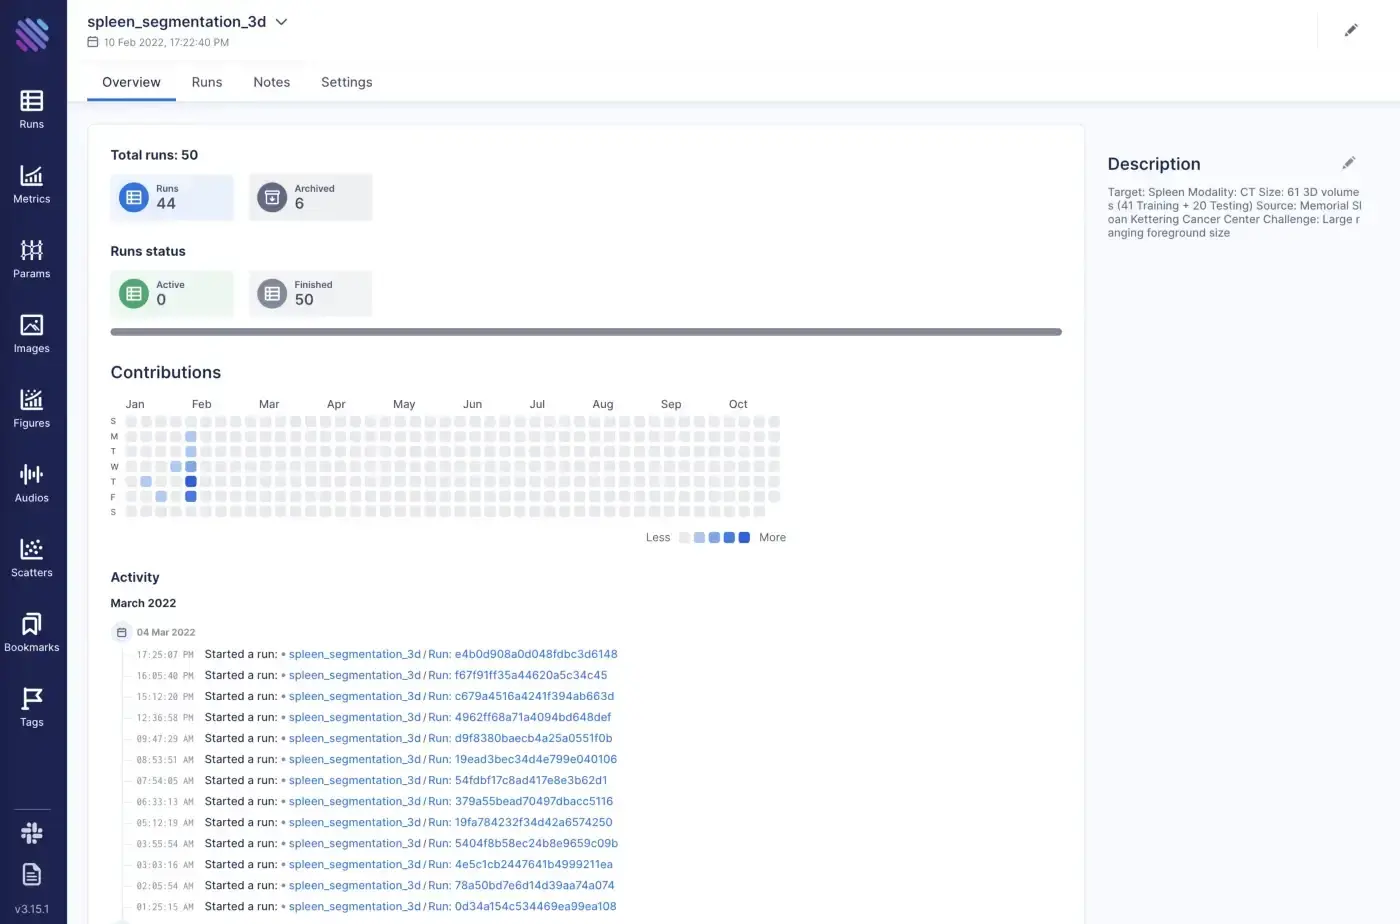 spleen_segmentation_3d
10 Feb 2022, 17:22:40 PM
Overview
Runs
Notes
Settings
Runs
Metrics
Params
Images
Figures
Audios
Scatters
Bookmarks
Tags
v3.15.1
Total runs: 50
Runs
44
Archived
6
Runs status
Active
0
Finished
50
Contributions
Jan Feb Mar Apr May Jun Jul Aug Sep Oct
S
M
T
W
T
F
S
Less More
Activity
March 2022
04 Mar 2022
17:25:07 PM Started a run: spleen_segmentation_3d/Run: e4b0d908a0d048fdbc3d6148
16:05:40 PM Started a run: spleen_segmentation_3d/Run: f67f91ff35a44620a5c34c45
15:12:20 PM Started a run: spleen_segmentation_3d/Run: c679a4516a4241f394ab663d
12:36:58 PM Started a run: spleen_segmentation_3d/Run: 4962ff68a71a4094bd648def
09:47:29 AM Started a run: spleen_segmentation_3d/Run: d9f8380baecb4a25a0551f0b
08:53:51 AM Started a run: spleen_segmentation_3d/Run: 19ead3bec34d4e799e040106
07:54:05 AM Started a run: spleen_segmentation_3d/Run: 54fdbf17c8ad417e8e3b62d1
06:33:13 AM Started a run: spleen_segmentation_3d/Run: 379a55bead70497dbacc5116
05:12:19 AM Started a run: spleen_segmentation_3d/Run: 19fa784232f34d42a6574250
03:55:54 AM Started a run: spleen_segmentation_3d/Run: 5404f8b58ec24b8e9659c09b
03:03:16 AM Started a run: spleen_segmentation_3d/Run: 4e5c1cb2447641b4999211ea
02:05:54 AM Started a run: spleen_segmentation_3d/Run: 78a50bd7e6d14d39aa74a074
01:25:15 AM Started a run: spleen_segmentation_3d/Run: 0d34a154c534469ea99ea108
Description
Target: Spleen Modality: CT Size: 61 3D volume
s (41 Training + 20 Testing) Source: Memorial Sl
oan Kettering Cancer Center Challenge: Large r
anging foreground size